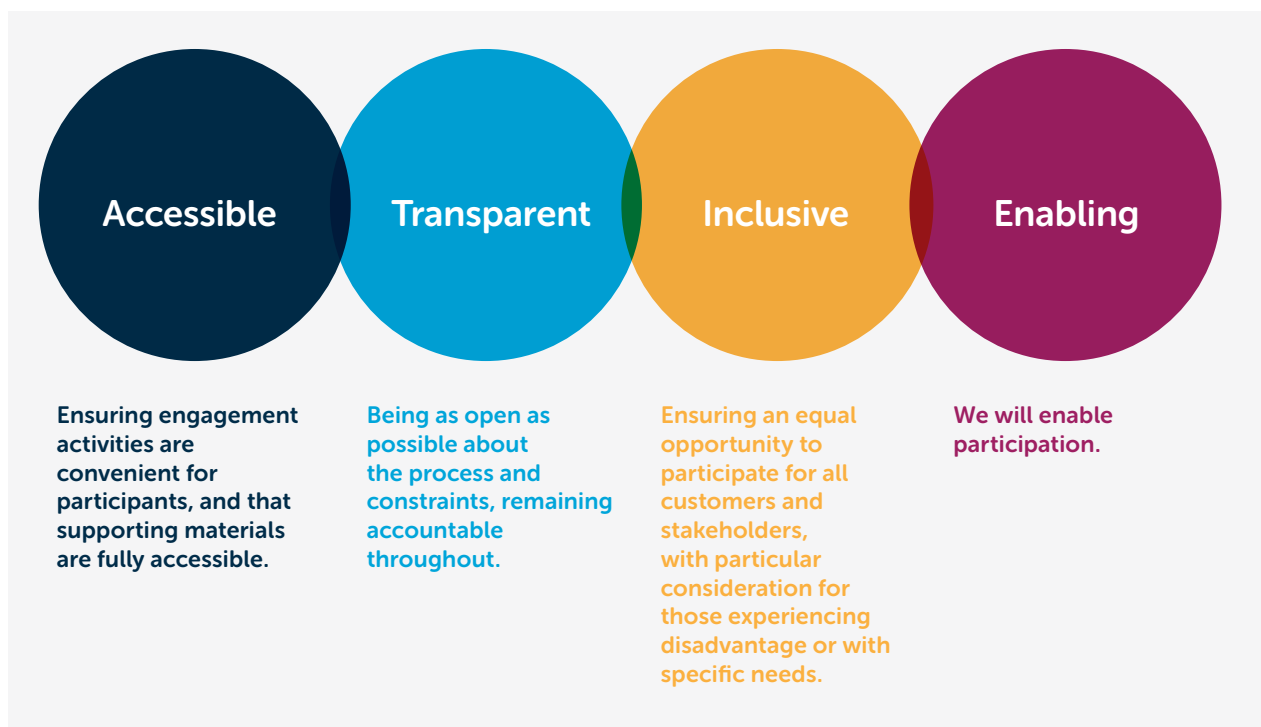 Accessible
Transparent
Inclusive
Enabling
Ensuring engagement
activities are
convenient for
participants, and that
supporting materials
are fully accessible.
Being as open as
possible about
the process and
constraints, remaining
accountable
throughout.
Ensuring an equal
opportunity to
participate for all
customers and
stakeholders,
with particular
consideration for
those experiencing
disadvantage or with
specific needs.
We will enable
participation.